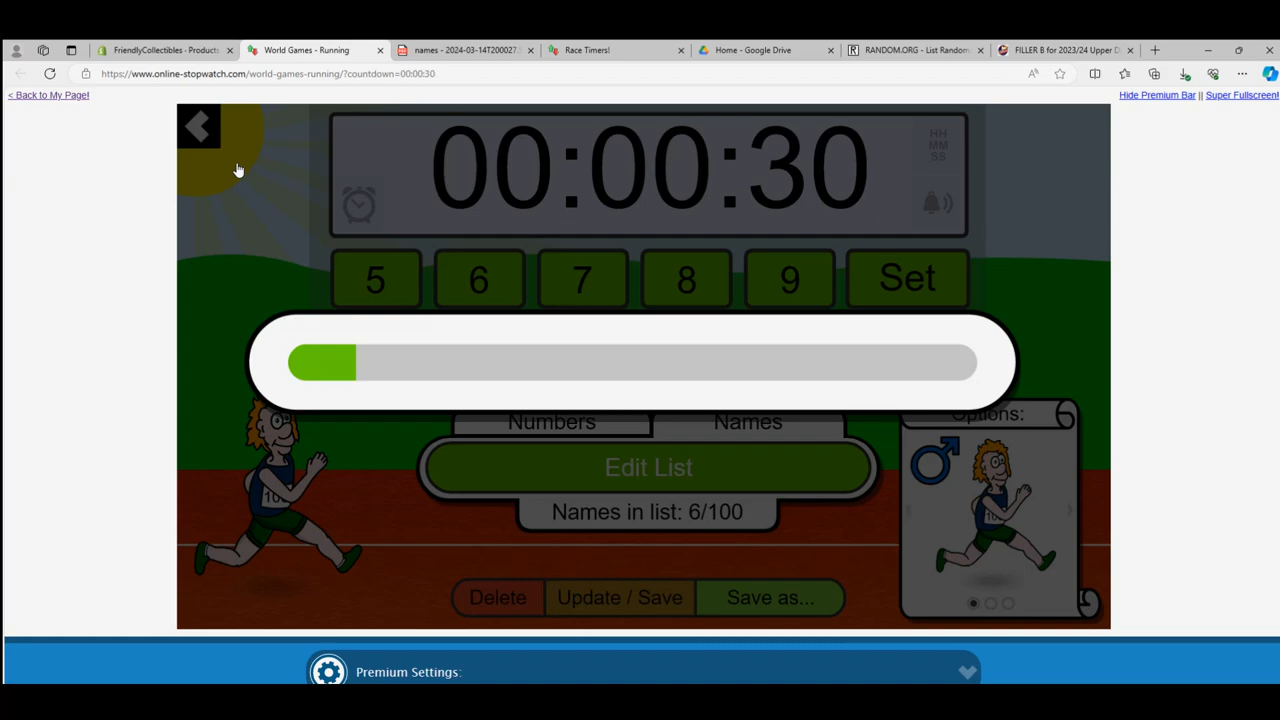 FriendlyCollectibles - Products
World Games - Running
names - 2024-03-14T200027.
Race Timers!
Home - Google Drive
RANDOM.ORG - List Random
FILLER B for 2023/24 Upper D
https://www.online-stopwatch.com/world-games-running/?countdown=00:00:30
< Back to My Page!
Hide Premium Bar || Super Fullscreen!
00:00:30
HH
MM
SS
5 6 7 8 9 Set
Numbers Names
Options:
Edit List
Names in list: 6/100
Delete Update / Save Save as...
Premium Settings: